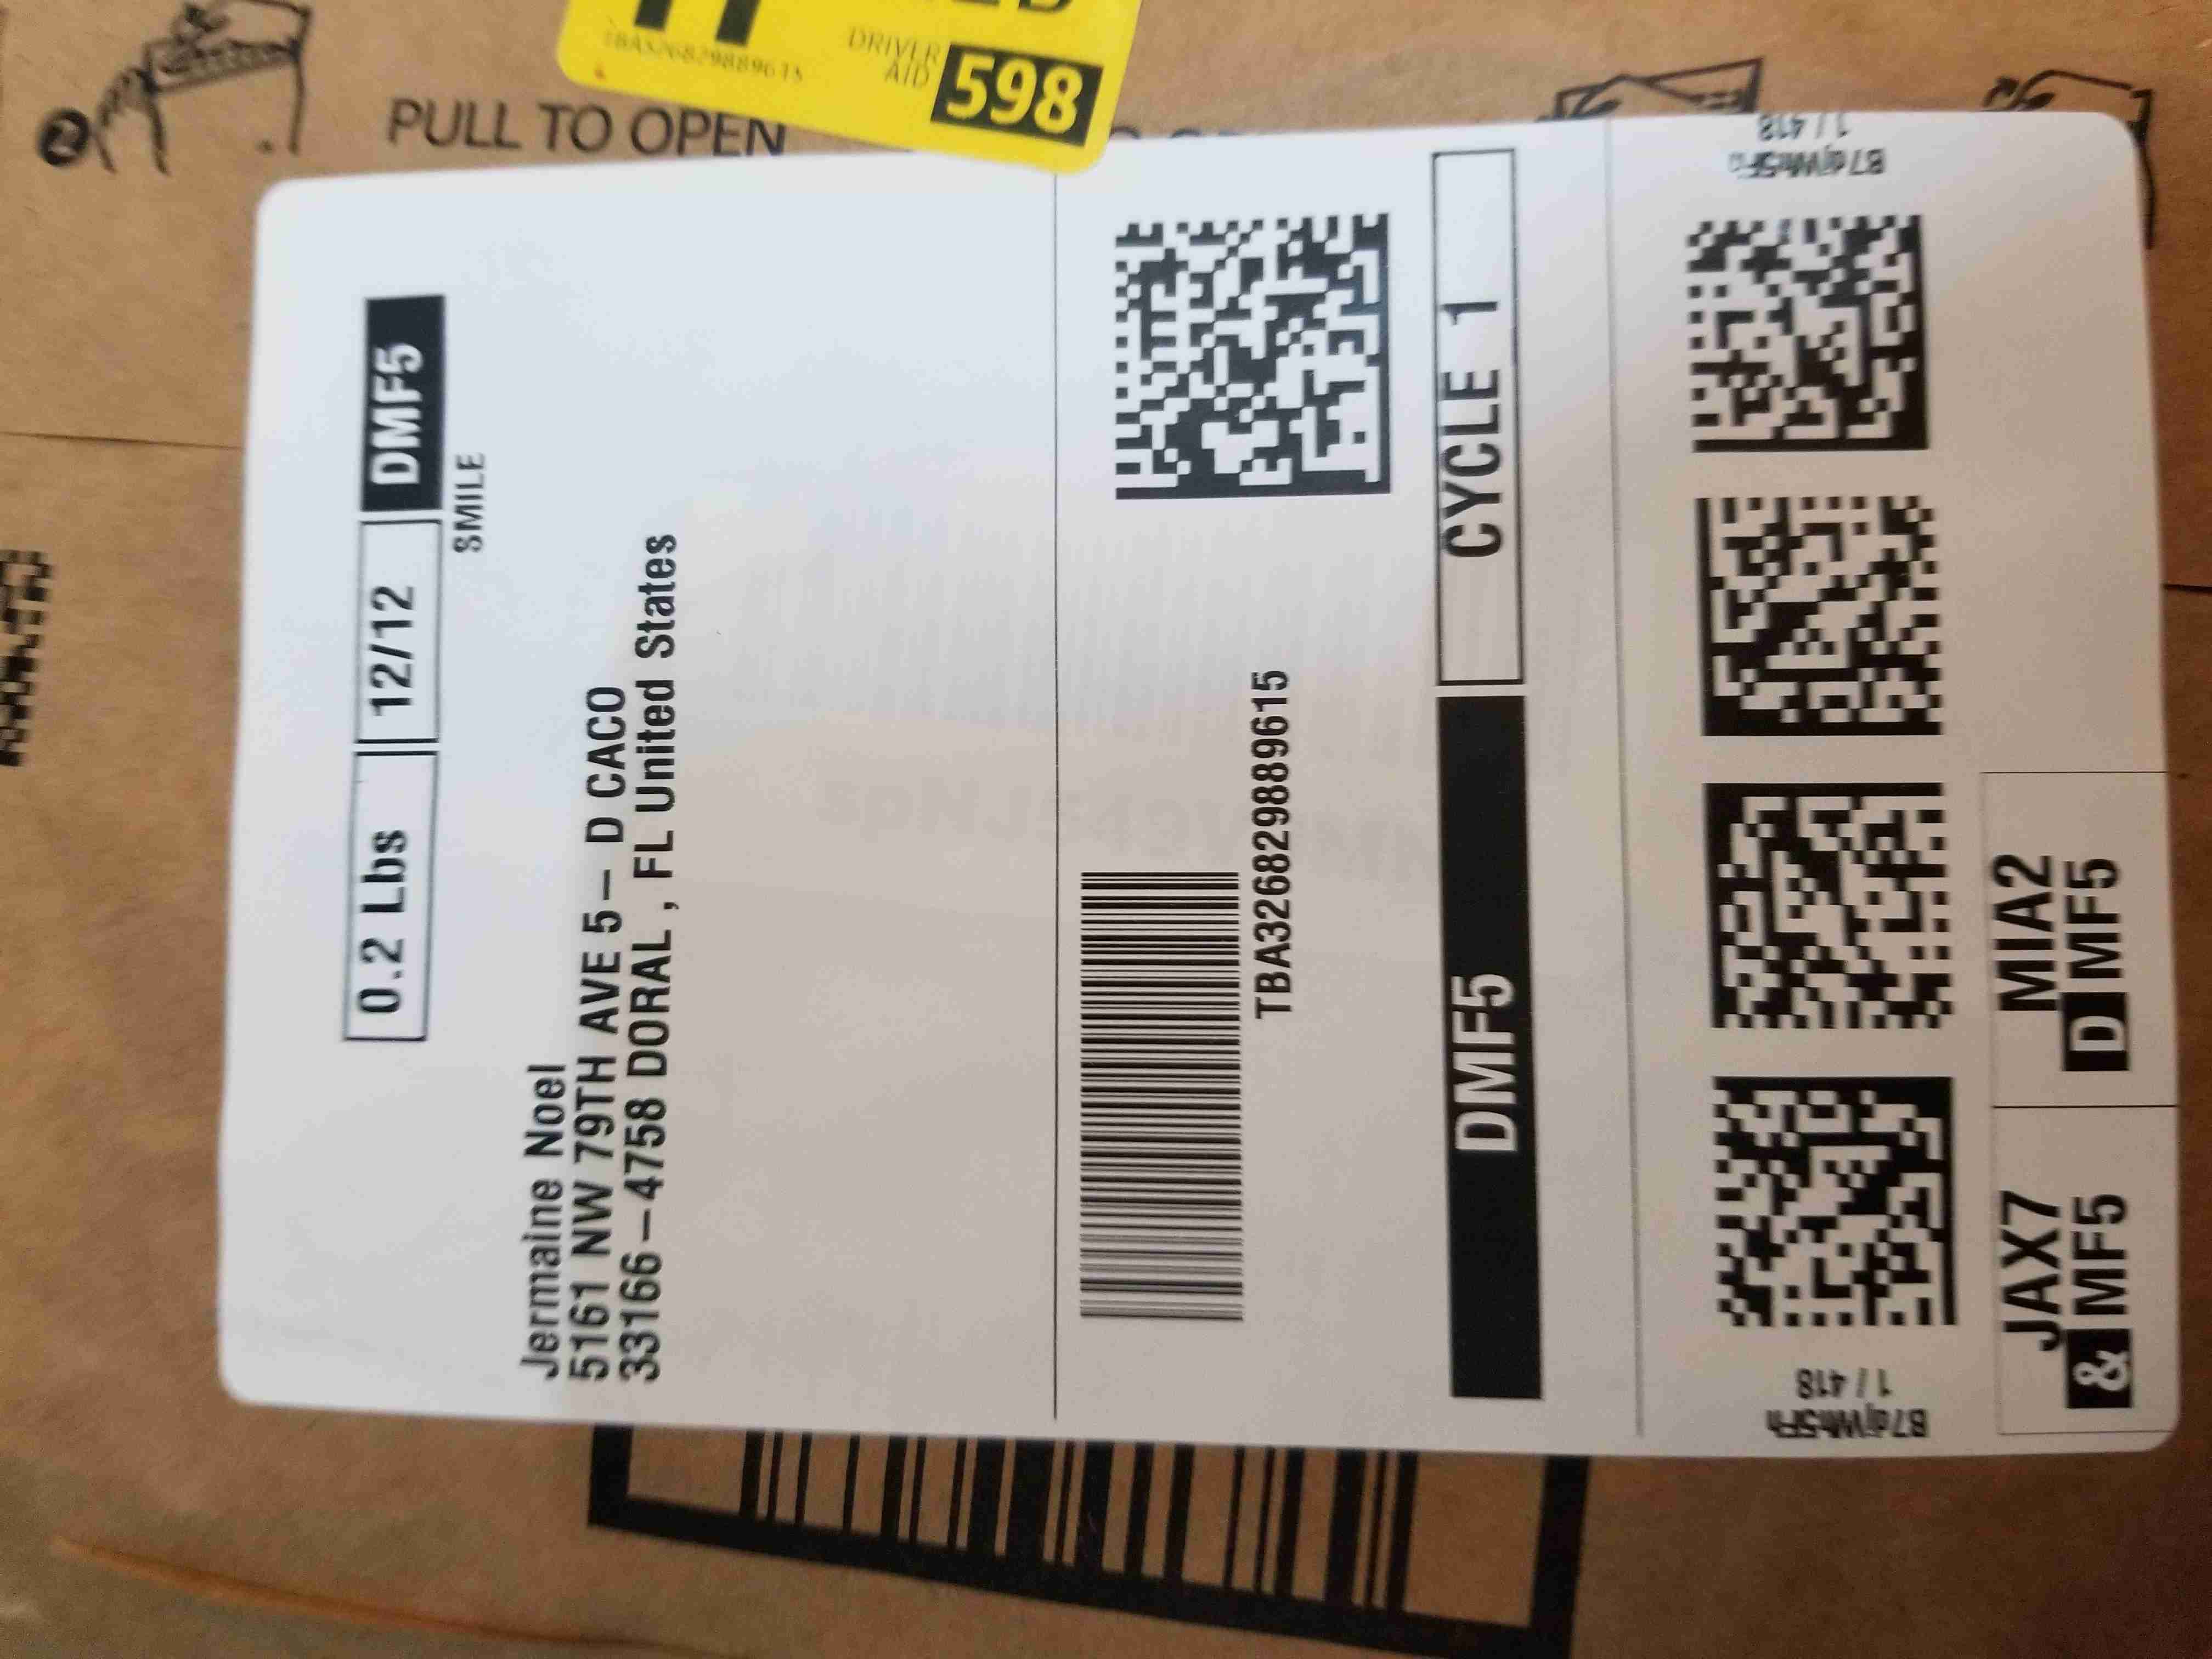 DRIVER
AID
598
PULL TO OPEN
2
0.2 Lbs
12/12
DMF5
SMILE
Jermaine Noel
5161 NW 79TH AVE 5 – D CACO
33166 – 4758 DORAL , FL United States
TBA326829889615
DMF5
CYCLE 1
B7djWh5Fh
1 / 418
1 / 418
JAX7
& MF5
MIA2
D MF5